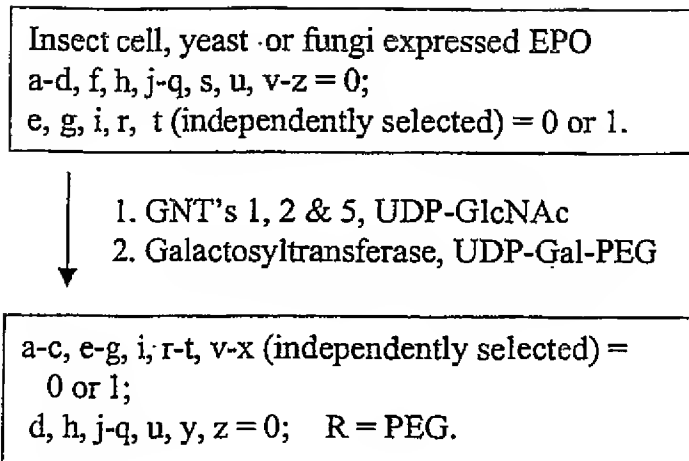 Insect cell, yeast or fungi expressed EPO
a-d, f, h, j-q, s, u, v-z = 0;
e, g, i, r, t (independently selected) = 0 or 1.
1. GNT's 1, 2 & 5, UDP-GlcNAc
2. Galactosyltransferase, UDP-Gal-PEG
a-c, e-g, i, r-t, v-x (independently selected) =
0 or 1;
d, h, j-q, u, y, z = 0; R = PEG.